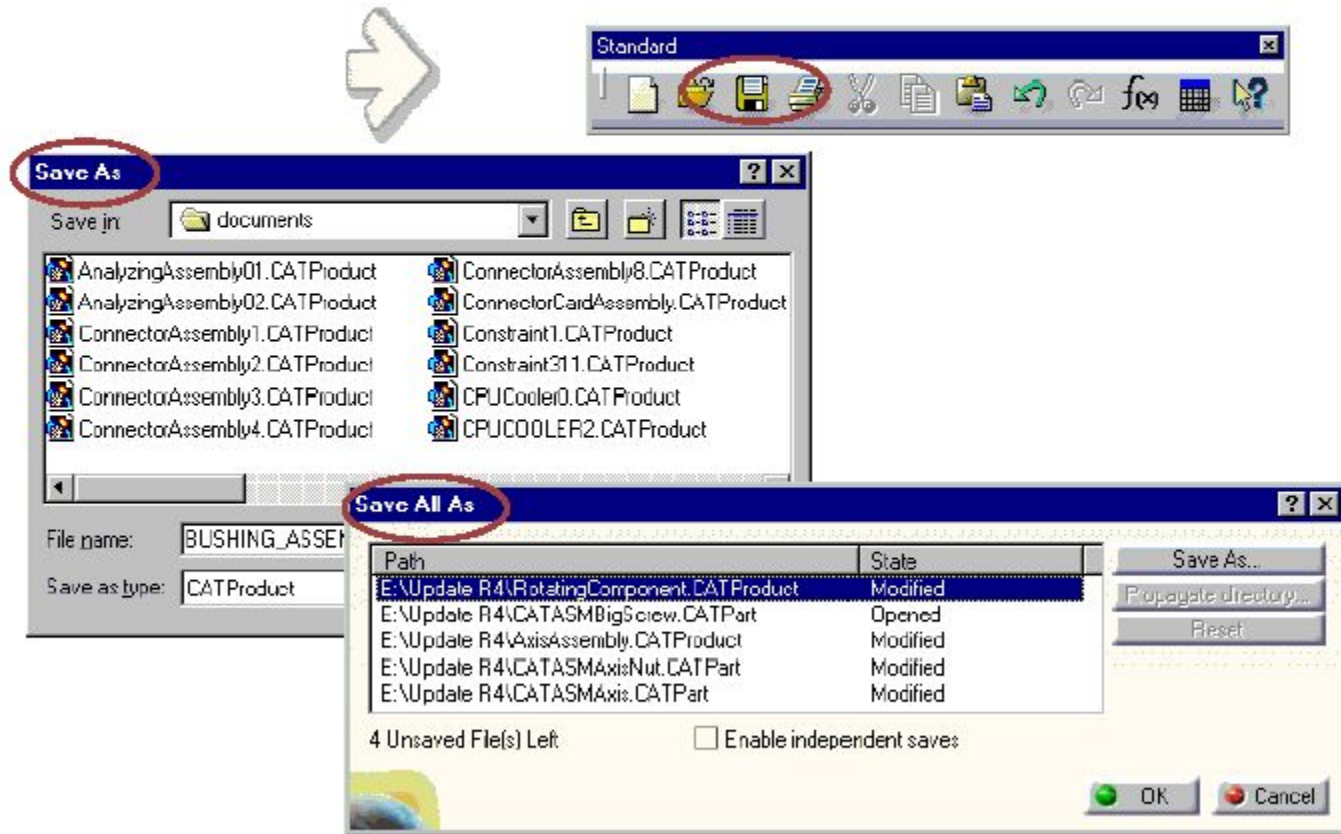 Standard
f(x)
Save As
Save in:
documents
AnalyzingAssembly01.CATProduct
AnalyzingAssembly02.CATProduct
ConnectorAssembly1.CATProduct
ConnectorAssembly2.CATProduct
ConnectorAssembly3.CATProduct
ConnectorAssembly4.CATProduct
ConnectorAssembly8.CATProduct
ConnectorCardAssembly.CATProduct
Constraint1.CATProduct
Constraint311.CATProduct
CPUCooler0.CATProduct
CPUCOOLER2.CATProduct
File name:
BUSHING_ASSEM
Save as type:
CATProduct
Save All As
Path State
E:\Update R4\RotatingComponent.CATProduct Modified
E:\Update R4\CATASMBigScrew.CATPart Opened
E:\Update R4\AxisAssembly.CATProduct Modified
E:\Update R4\CATASMAxisNut.CATPart Modified
E:\Update R4\CATASMAxis.CATPart Modified
Save As...
Propagate directory...
Reset
4 Unsaved File(s) Left
Enable independent saves
OK
Cancel